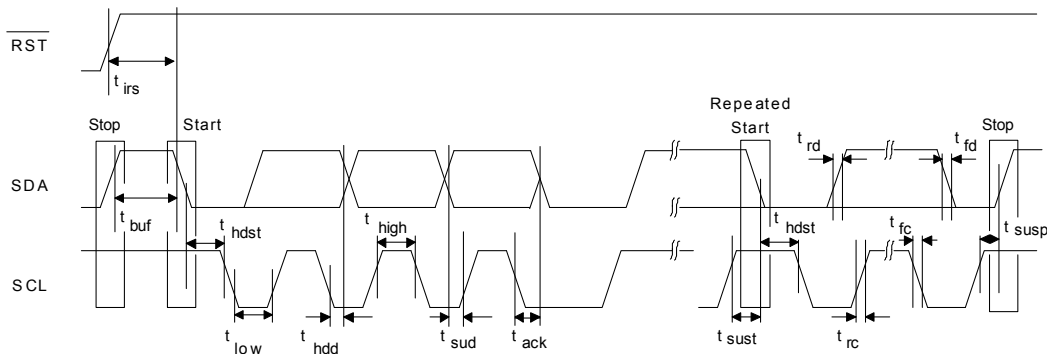 RST
t irs
Repeated
Stop Start Start Stop
t rd t fd
SDA
t buf t hdst t high t hdst t fc t susp
SCL
t low t hdd t sud t ack t sust t rc